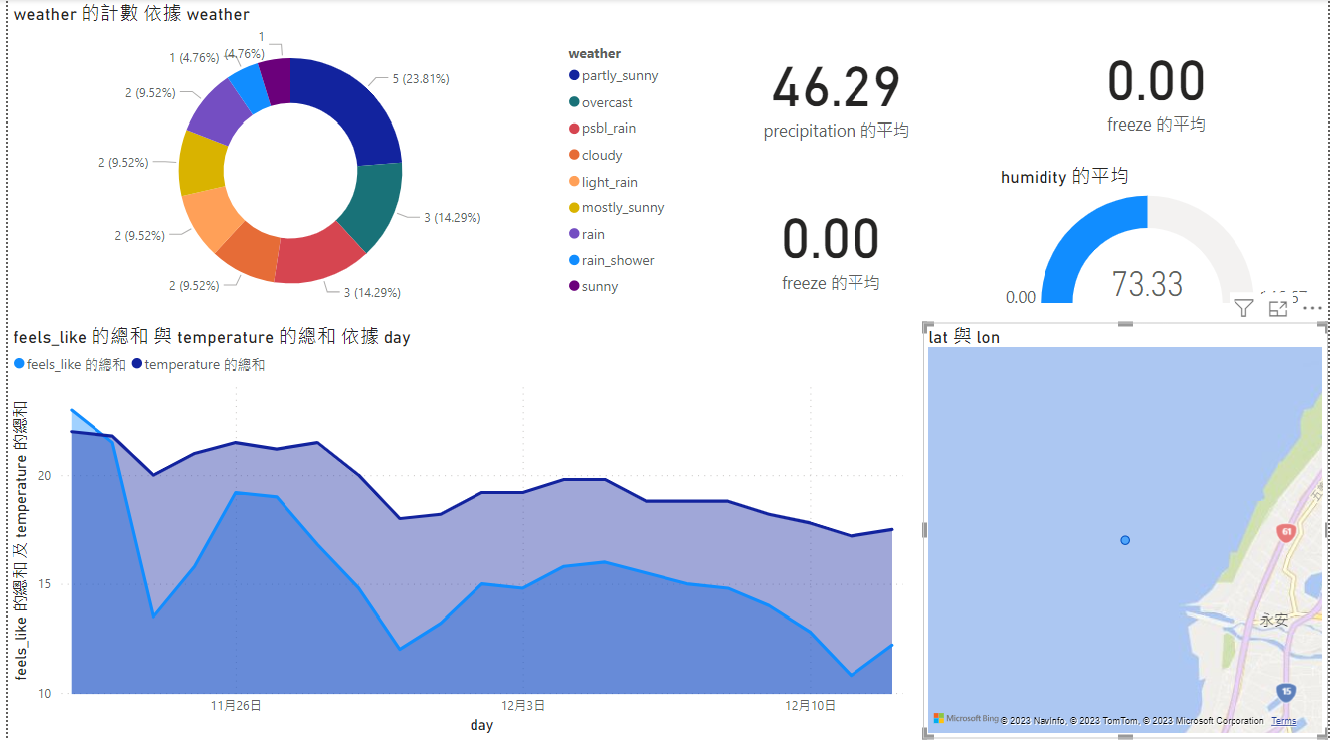 weather 的計數 依據 weather
1
1 (4.76%)
(4.76%)
5 (23.81%)
2 (9.52%)
2 (9.52%)
3 (14.29%)
2 (9.52%)
2 (9.52%)
3 (14.29%)
weather
partly_sunny
overcast
psbl_rain
cloudy
light_rain
mostly_sunny
rain
rain_shower
sunny
46.29
precipitation 的平均
0.00
freeze 的平均
0.00
freeze 的平均
humidity 的平均
73.33
0.00
feels_like 的總和 與 temperature 的總和 依據 day
feels_like 的總和 temperature 的總和
feels_like 的總和 及 temperature 的總和
20
15
10
11月26日
12月3日
12月10日
day
lat 與 lon
61
永安
15
Microsoft Bing © 2023 NavInfo, © 2023 TomTom, © 2023 Microsoft Corporation Terms